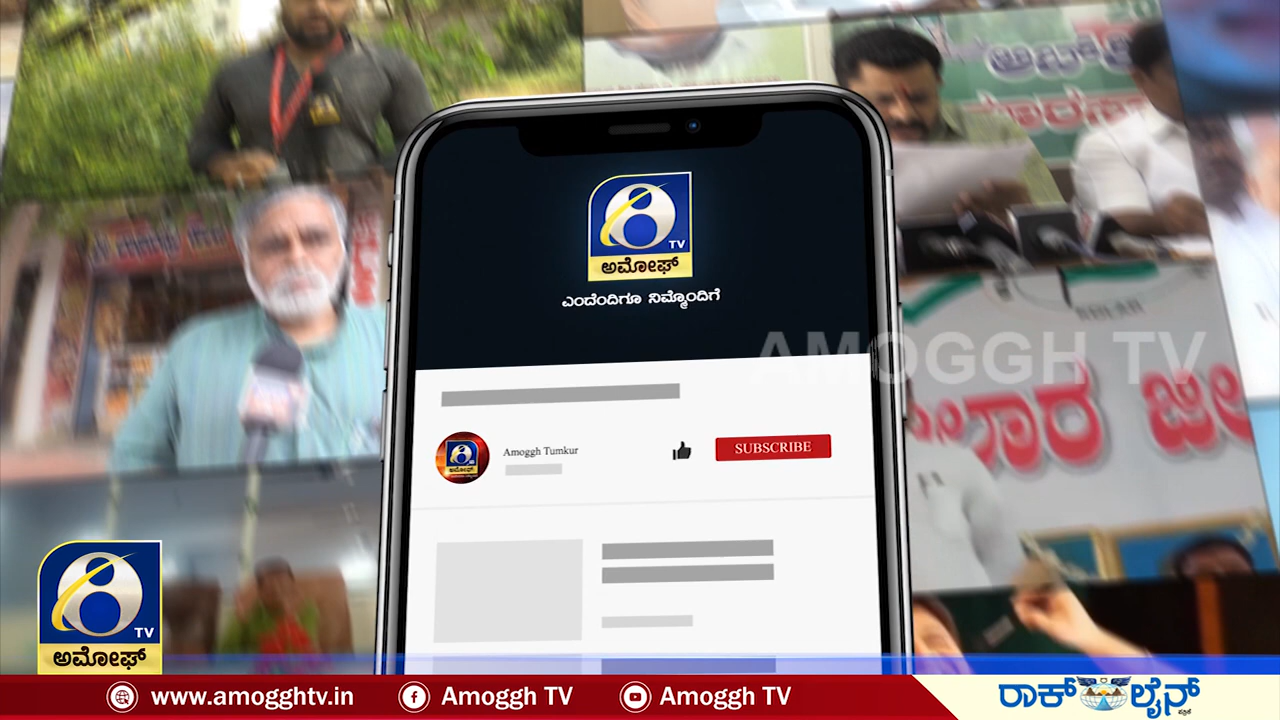 TV
ಅಮೋಘ್
ಎಂದೆಂದಿಗೂ ನಿಮ್ಮೊಂದಿಗೆ
AMOGGH TV
Amoggh Tumkur
SUBSCRIBE
TV
ಅಮೋಘ್
www.amogghtv.in
Amoggh TV
Amoggh TV
ರಾಕ್ ಲೈನ್